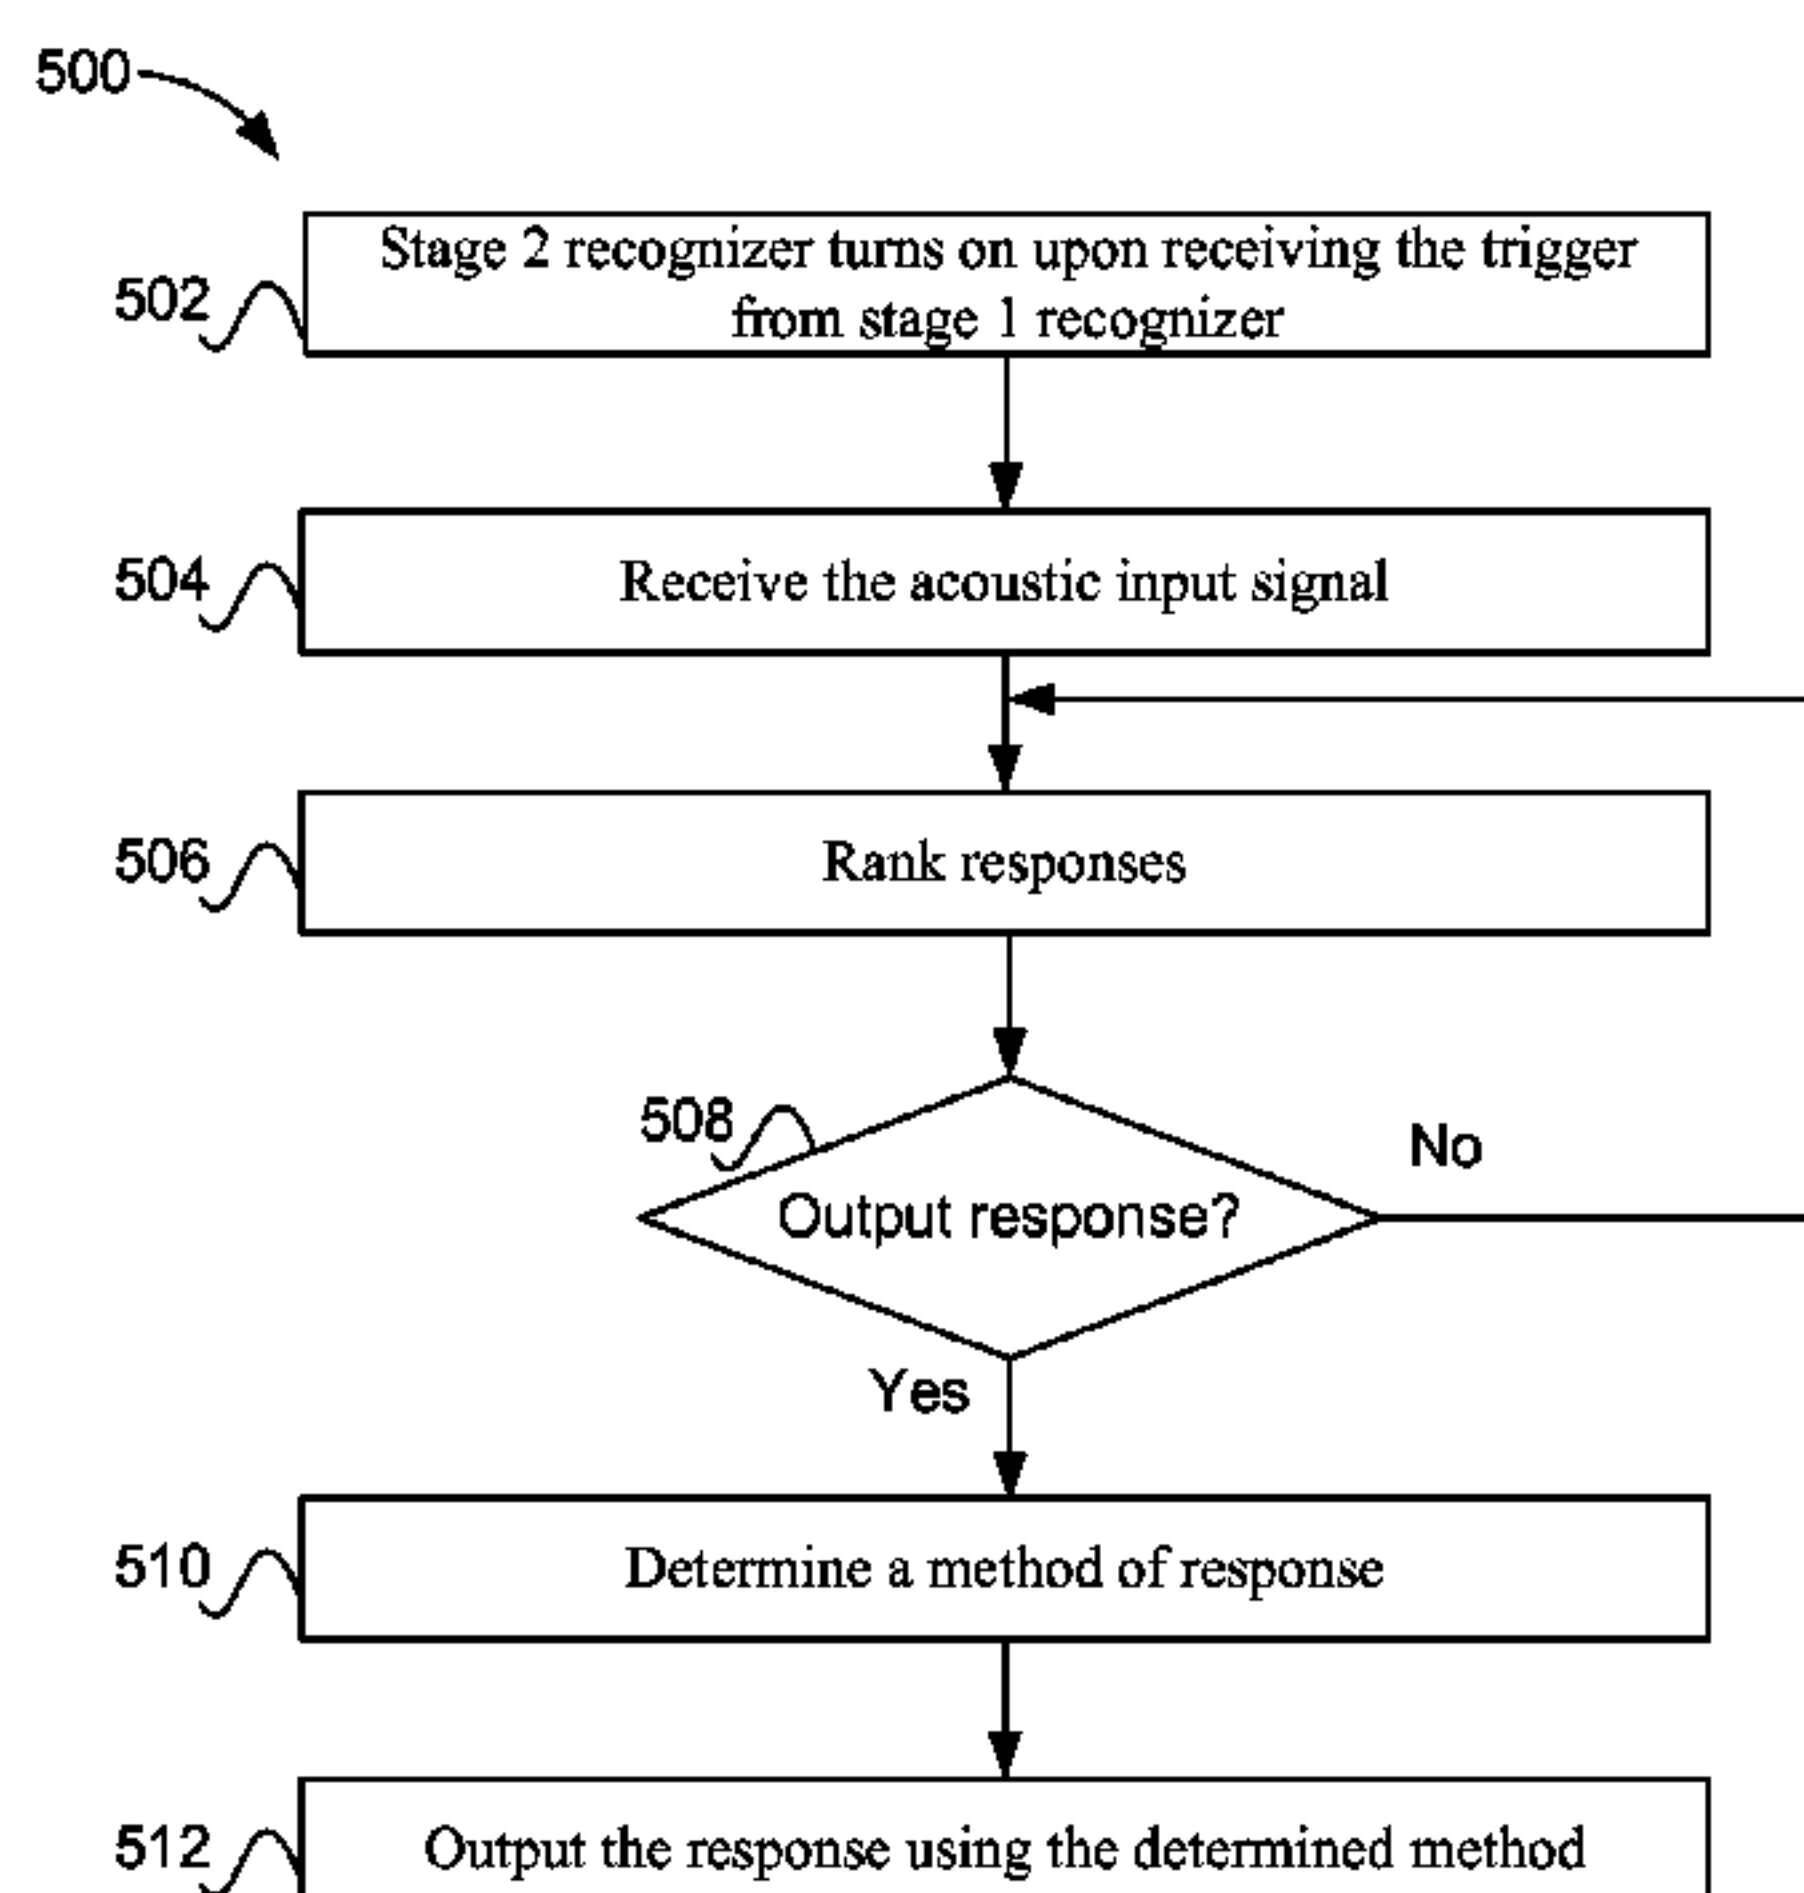 500
Stage 2 recognizer turns on upon receiving the trigger
from stage 1 recognizer
502
504
Receive the acoustic input signal
506
Rank responses
508
No
Output response?
Yes
510
Determine a method of response
512
Output the response using the determined method